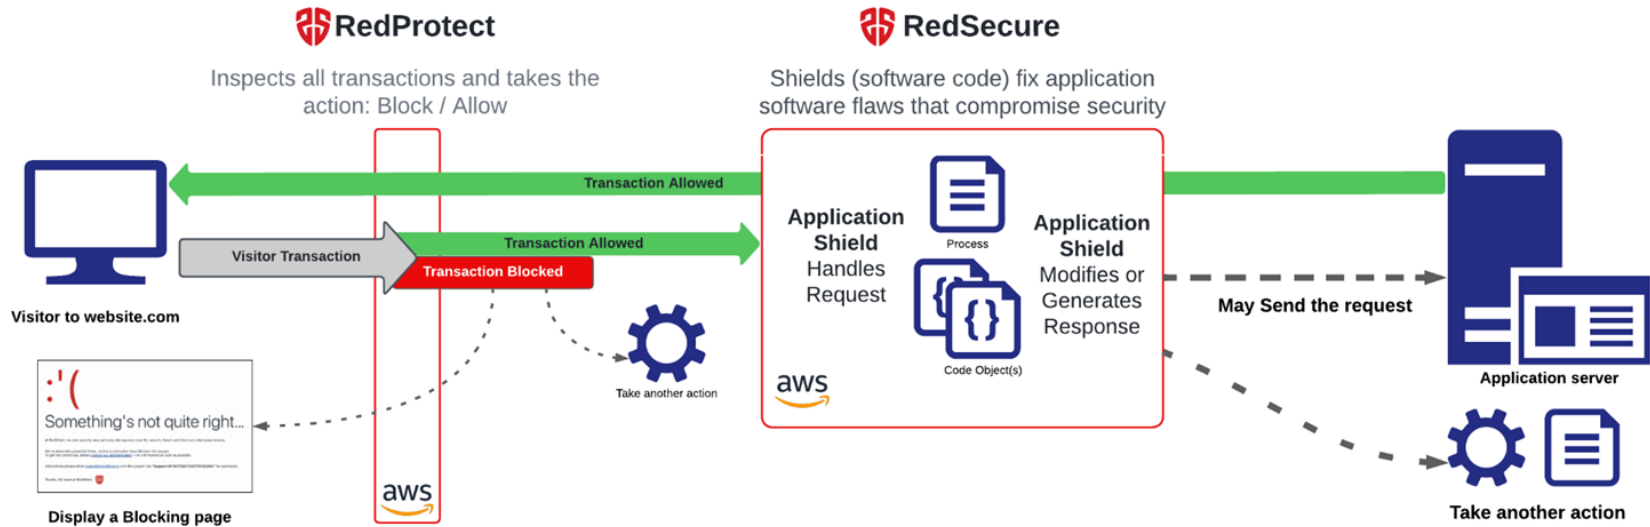 RedProtect
RedSecure
Inspects all transactions and takes the
action: Block / Allow
Shields (software code) fix application
software flaws that compromise security
Transaction Allowed
Visitor Transaction
Transaction Allowed
Transaction Blocked
Visitor to website.com
Take another action
:'(
Something's not quite right...
Display a Blocking page
aws
Application
Shield
Handles
Request
Process
{}
{}
Code Object(s)
Application
Shield
Modifies or
Generates
Response
aws
May Send the request
Application server
Take another action